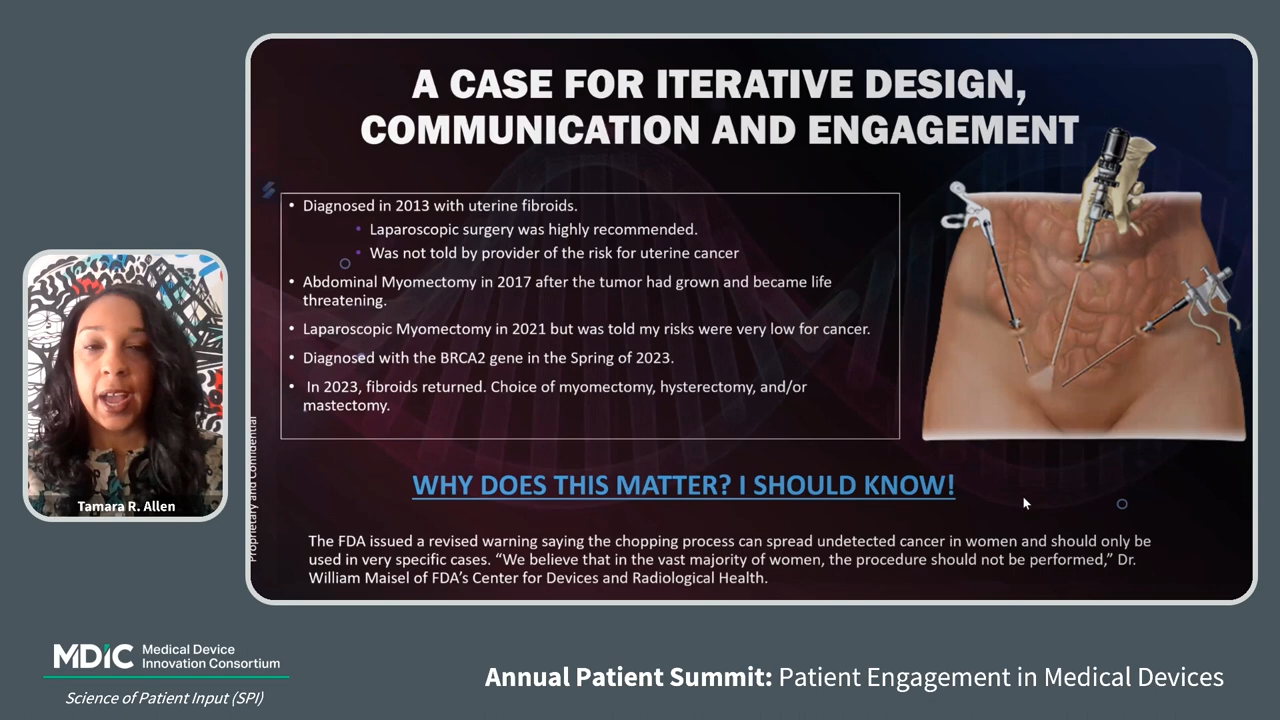 A CASE FOR ITERATIVE DESIGN,
COMMUNICATION AND ENGAGEMENT
• Diagnosed in 2013 with uterine fibroids.
• Laparoscopic surgery was highly recommended.
• Was not told by provider of the risk for uterine cancer
• Abdominal Myomectomy in 2017 after the tumor had grown and became life
threatening.
• Laparoscopic Myomectomy in 2021 but was told my risks were very low for cancer.
• Diagnosed with the BRCA2 gene in the Spring of 2023.
• In 2023, fibroids returned. Choice of myomectomy, hysterectomy, and/or
mastectomy.
Proprietary and Confidential
WHY DOES THIS MATTER? I SHOULD KNOW!
The FDA issued a revised warning saying the chopping process can spread undetected cancer in women and should only be
used in very specific cases. “We believe that in the vast majority of women, the procedure should not be performed,” Dr.
William Maisel of FDA’s Center for Devices and Radiological Health.
Tamara R. Allen
MDIC Medical Device
Innovation Consortium
Science of Patient Input (SPI)
Annual Patient Summit: Patient Engagement in Medical Devices